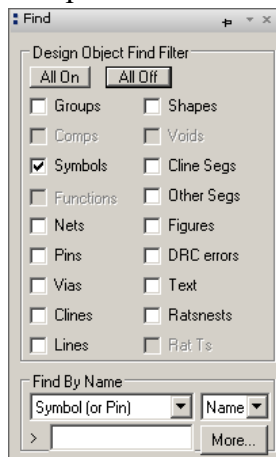 Find
Design Object Find Filter
All On All Off
Groups Shapes
Comps Voids
Symbols Cline Segs
Functions Other Segs
Nets Figures
Pins DRC errors
Vias Text
Clines Ratsnests
Lines Rat Ts
Find By Name
Symbol (or Pin) Name
> More...